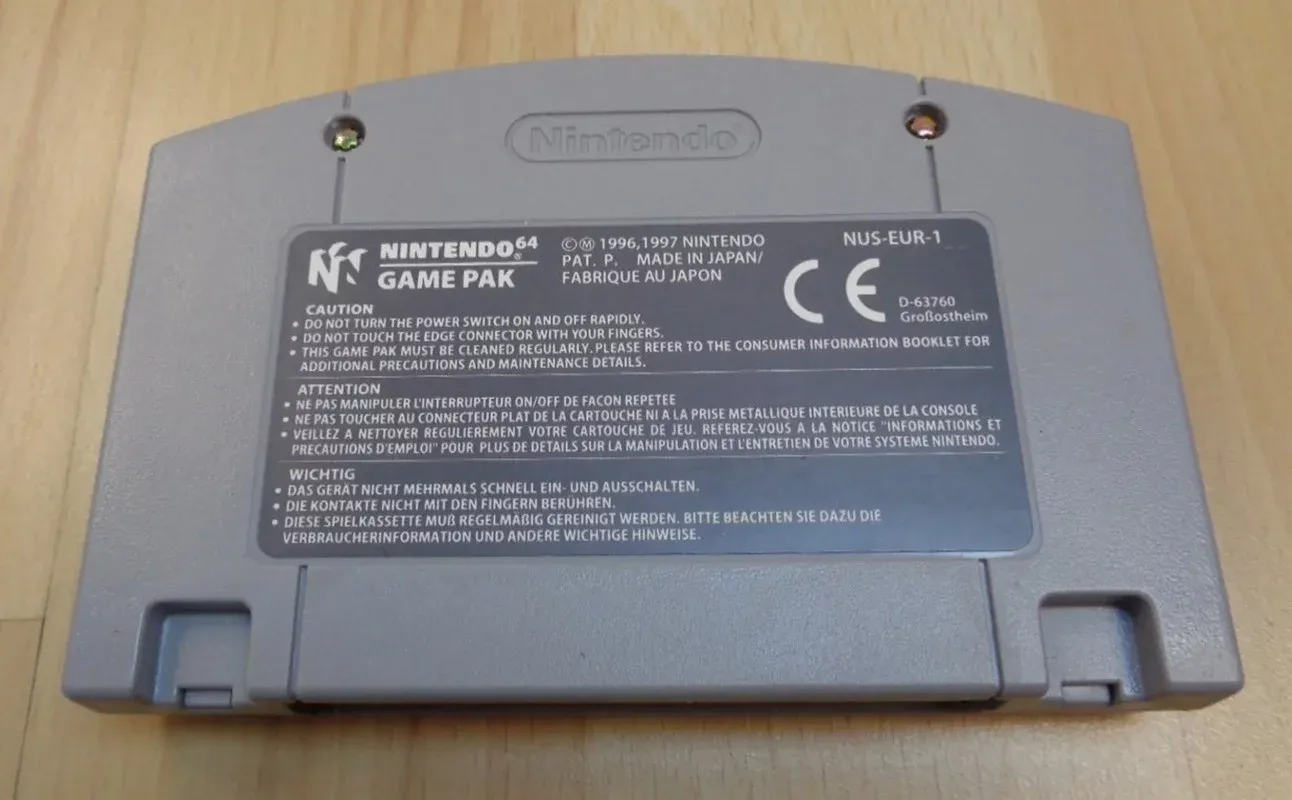 Nintendo®
NINTENDO64®
GAME PAK
©Ⓜ 1996,1997 NINTENDO
PAT. P. MADE IN JAPAN/
FABRIQUE AU JAPON
NUS-EUR-1
CE
D-63760
Großostheim
CAUTION
• DO NOT TURN THE POWER SWITCH ON AND OFF RAPIDLY.
• DO NOT TOUCH THE EDGE CONNECTOR WITH YOUR FINGERS.
• THIS GAME PAK MUST BE CLEANED REGULARLY. PLEASE REFER TO THE CONSUMER INFORMATION BOOKLET FOR
ADDITIONAL PRECAUTIONS AND MAINTENANCE DETAILS.
ATTENTION
• NE PAS MANIPULER L'INTERRUPTEUR ON/OFF DE FACON REPETEE
• NE PAS TOUCHER AU CONNECTEUR PLAT DE LA CARTOUCHE NI A LA PRISE METALLIQUE INTERIEURE DE LA CONSOLE
• VEILLEZ A NETTOYER REGULIEREMENT VOTRE CARTOUCHE DE JEU. REFEREZ-VOUS A LA NOTICE "INFORMATIONS ET
PRECAUTIONS D'EMPLOI" POUR PLUS DE DETAILS SUR LA MANIPULATION ET L'ENTRETIEN DE VOTRE SYSTEME NINTENDO.
WICHTIG
• DAS GERÄT NICHT MEHRMALS SCHNELL EIN- UND AUSSCHALTEN.
• DIE KONTAKTE NICHT MIT DEN FINGERN BERÜHREN.
• DIESE SPIELKASSETTE MUß REGELMÄßIG GEREINIGT WERDEN. BITTE BEACHTEN SIE DAZU DIE
VERBRAUCHERINFORMATION UND ANDERE WICHTIGE HINWEISE.